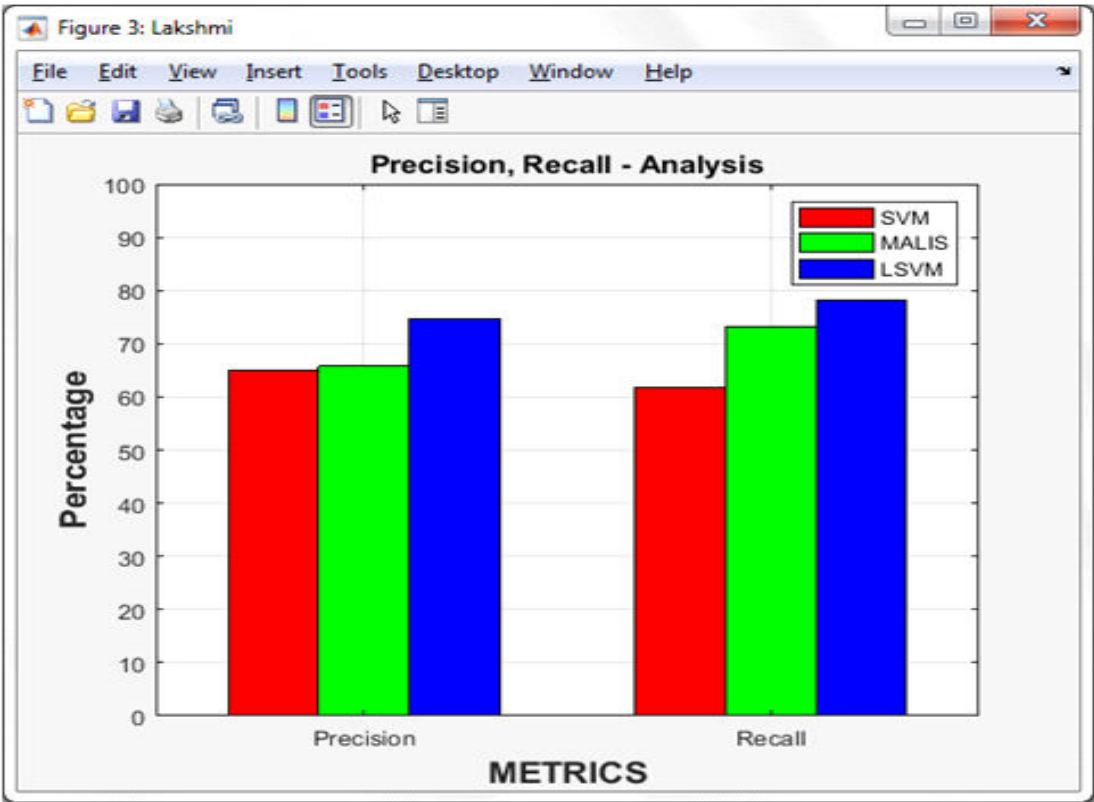 Figure 3: Lakshmi
File Edit View Insert Tools Desktop Window Help
Precision, Recall - Analysis
100
90
80
70
60
50
40
30
20
10
0
Percentage
SVM
MALIS
LSVM
Precision Recall
METRICS